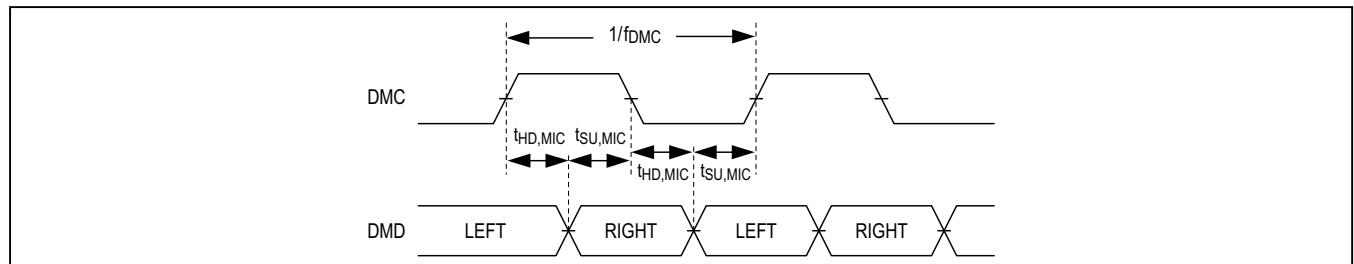 1/fDMC
DMC
tHD,MIC tSU,MIC
tHD,MIC tSU,MIC
DMD LEFT RIGHT LEFT RIGHT